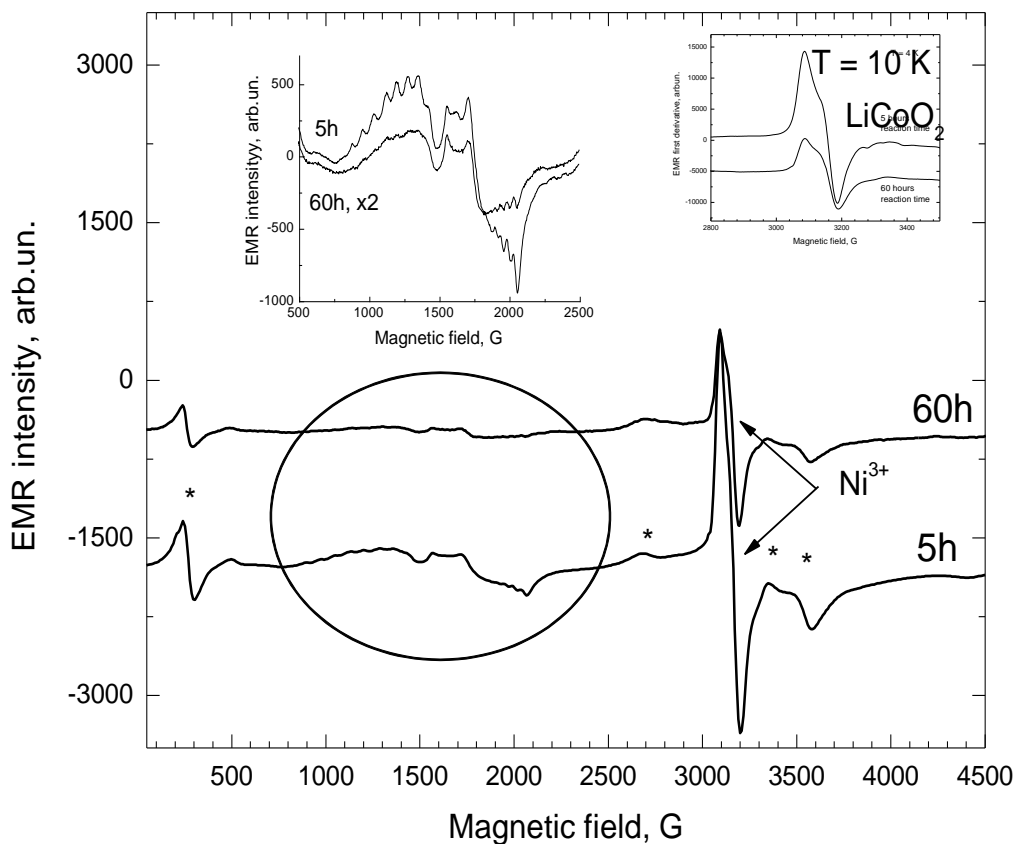 EMR intensity, arb.un.
3000
1500
0
-1500
-3000
500
1000
1500
2000
2500
3000
3500
4000
4500
Magnetic field, G
EMR intensityy, arb.un.
500
0
-500
-1000
500
1000
1500
2000
2500
Magnetic field, G
5h
60h, x2
EMR first derivative, arbun.
15000
10000
5000
0
-5000
-10000
2800
3000
3200
3400
Magnetic field, G
T = 10 K
LiCoO2
reaction time
60 hours
reaction time
60h
Ni3+
5h
*
*
*
*